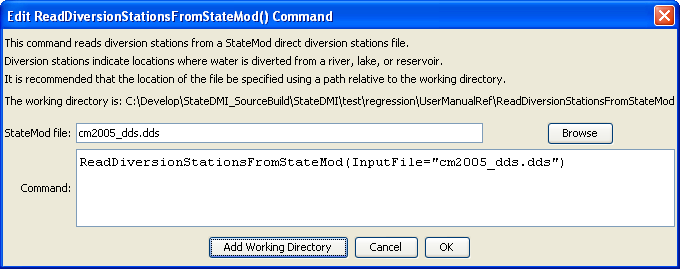 Edit ReadDiversionStationsFromStateMod() Command
This command reads diversion stations from a StateMod direct diversion stations file.
Diversion stations indicate locations where water is diverted from a river, lake, or reservoir.
It is recommended that the location of the file be specified using a path relative to the working directory.
The working directory is: C:\Develop\StateDMI_SourceBuild\StateDMI\test\regression\UserManualRef\ReadDiversionStationsFromStateMod
StateMod file: cm2005_dds.dds Browse
Command: ReadDiversionStationsFromStateMod(InputFile="cm2005_dds.dds")
Add Working Directory Cancel OK